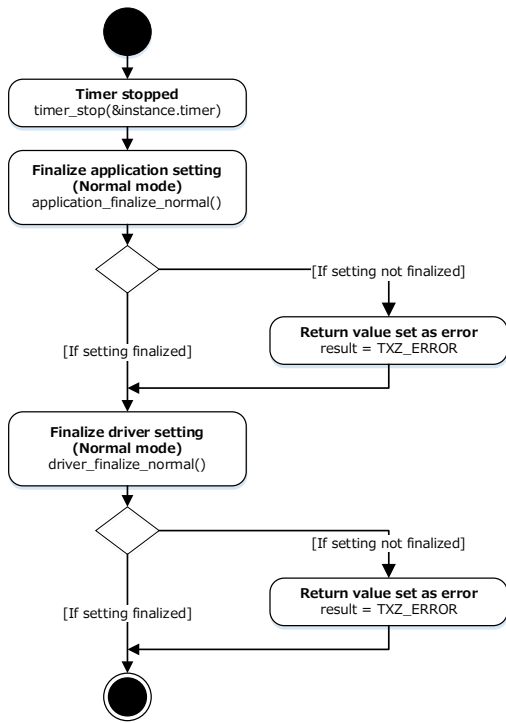 Timer stopped
timer_stop(&instance.timer)
Finalize application setting
(Normal mode)
application_finalize_normal()
[If setting not finalized]
Return value set as error
result = TXZ_ERROR
[If setting finalized]
Finalize driver setting
(Normal mode)
driver_finalize_normal()
[If setting not finalized]
Return value set as error
result = TXZ_ERROR
[If setting finalized]